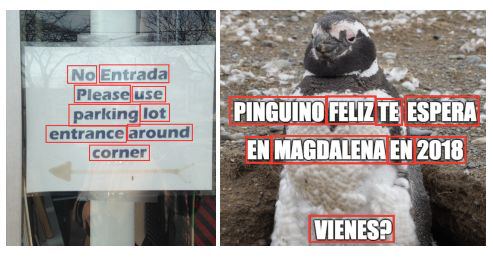 No Entrada
Please use
parking lot
entrance around
corner
PINGUINO FELIZ TE ESPERA
EN MAGDALENA EN 2018
VIENES?